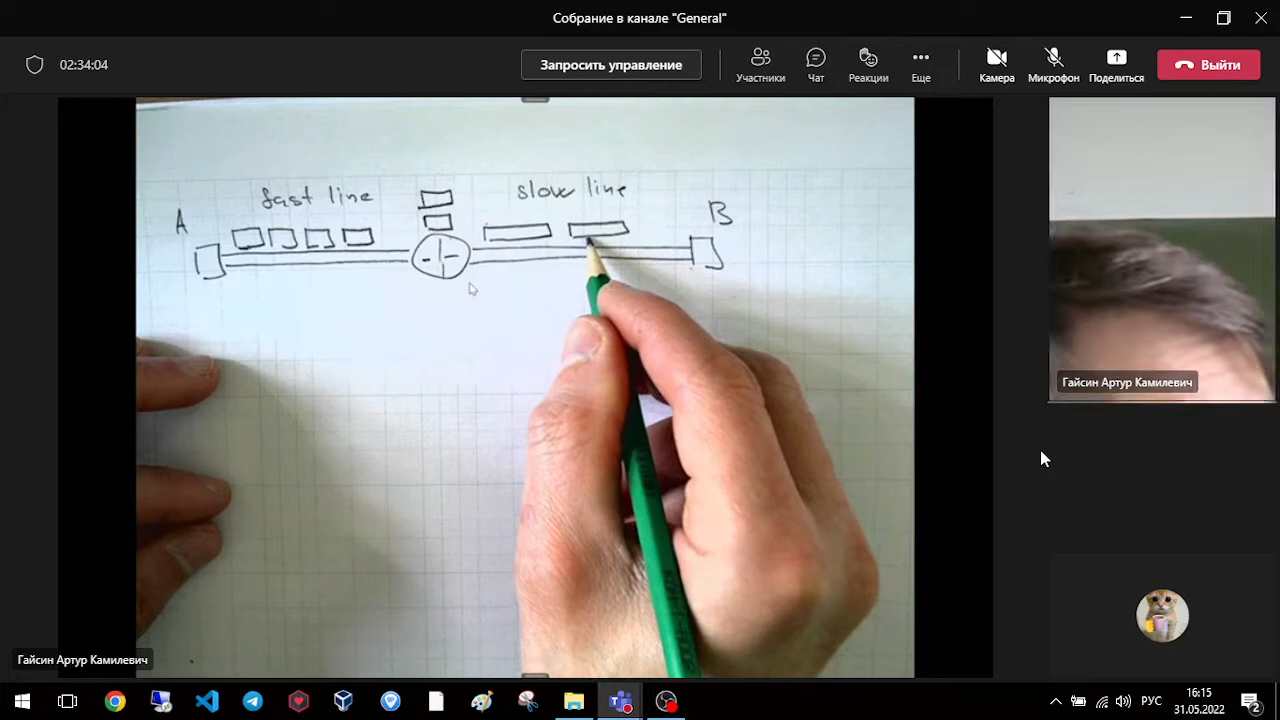 Собрание в канале "General"
02:34:04
Запросить управление
Участники
Чат
Реакции
Еще
Камера
Микрофон
Поделиться
Выйти
fast line
slow line
A
B
Гайсин Артур Камилевич
Гайсин Артур Камилевич
РУС
16:15
31.05.2022
2